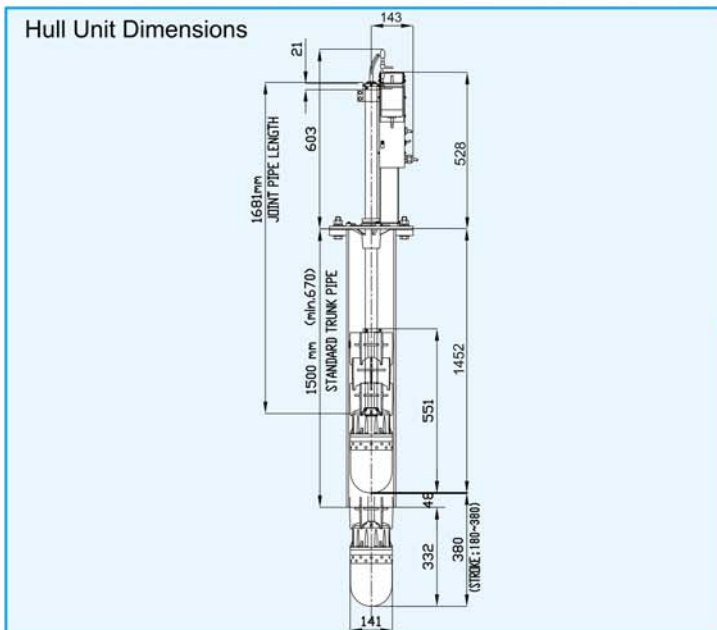 Hull Unit Dimensions
143
21
603
528
1681mm
JOINT PIPE LENGTH
1500 mm (min.670)
STANDARD TRUNK PIPE
1452
551
48
332
380
(STROKE:180~380)
141